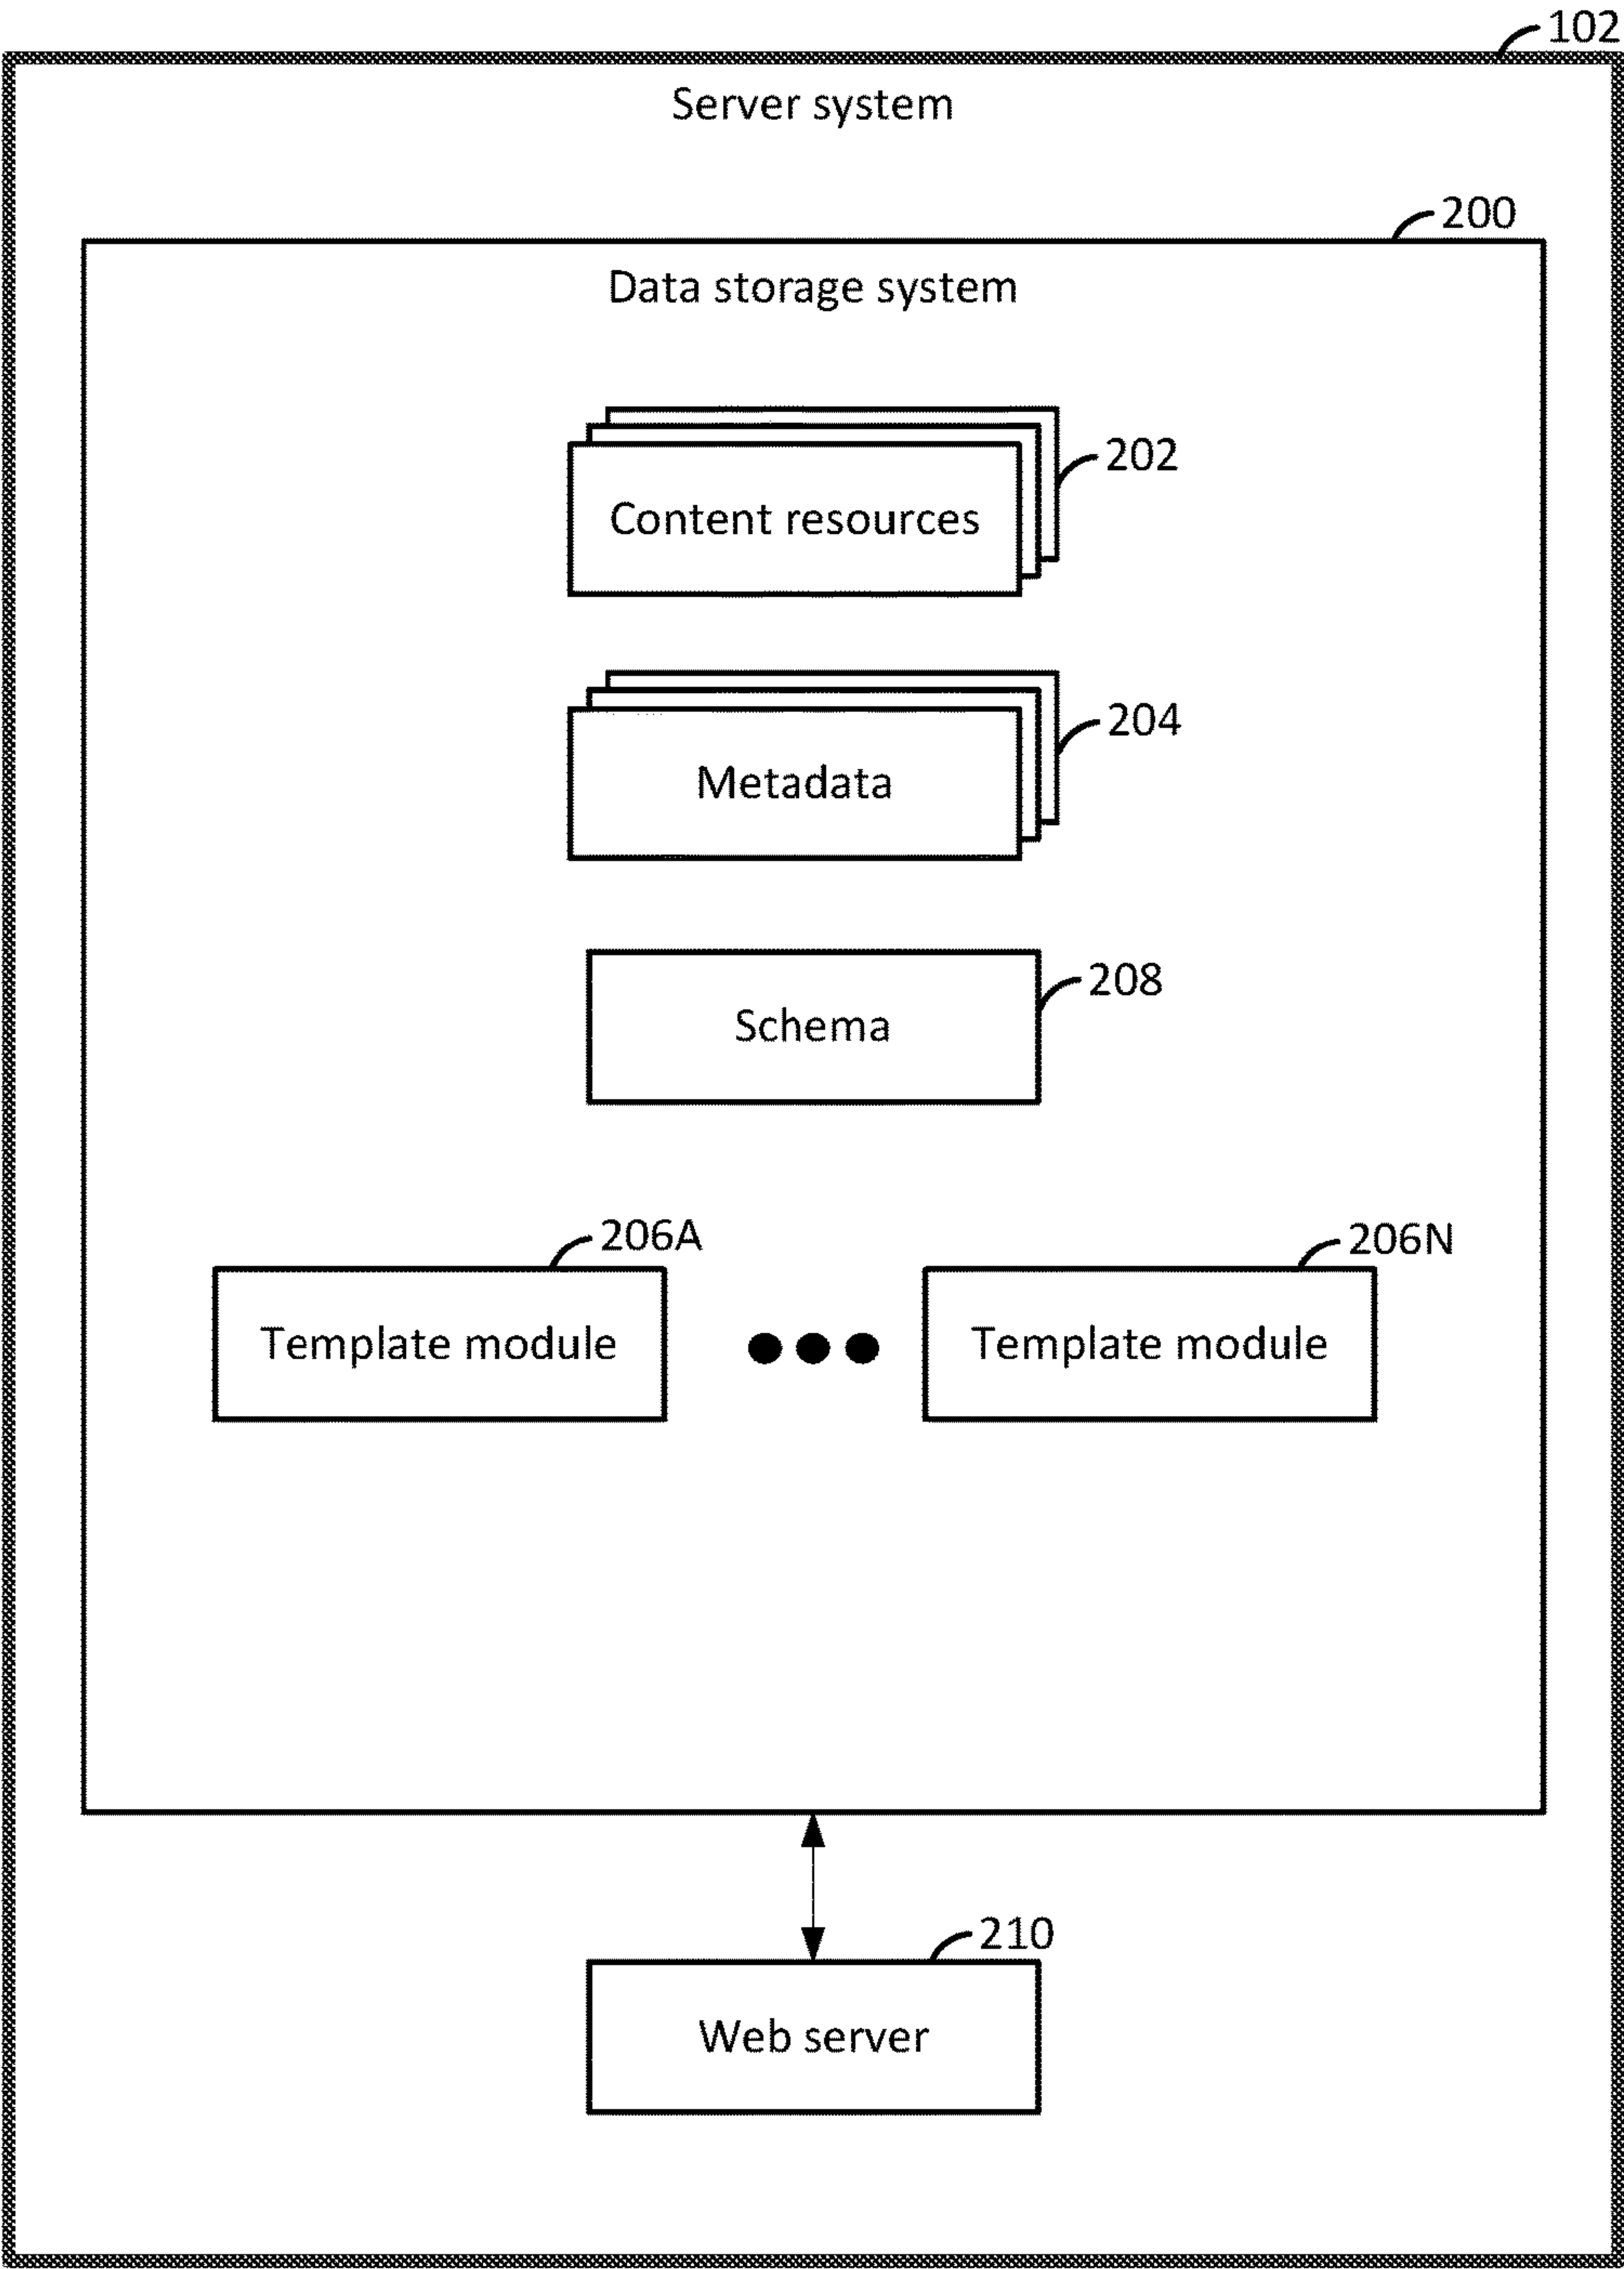 102
Server system
200
Data storage system
202
Content resources
204
Metadata
208
Schema
206A
206N
Template module
Template module
210
Web server